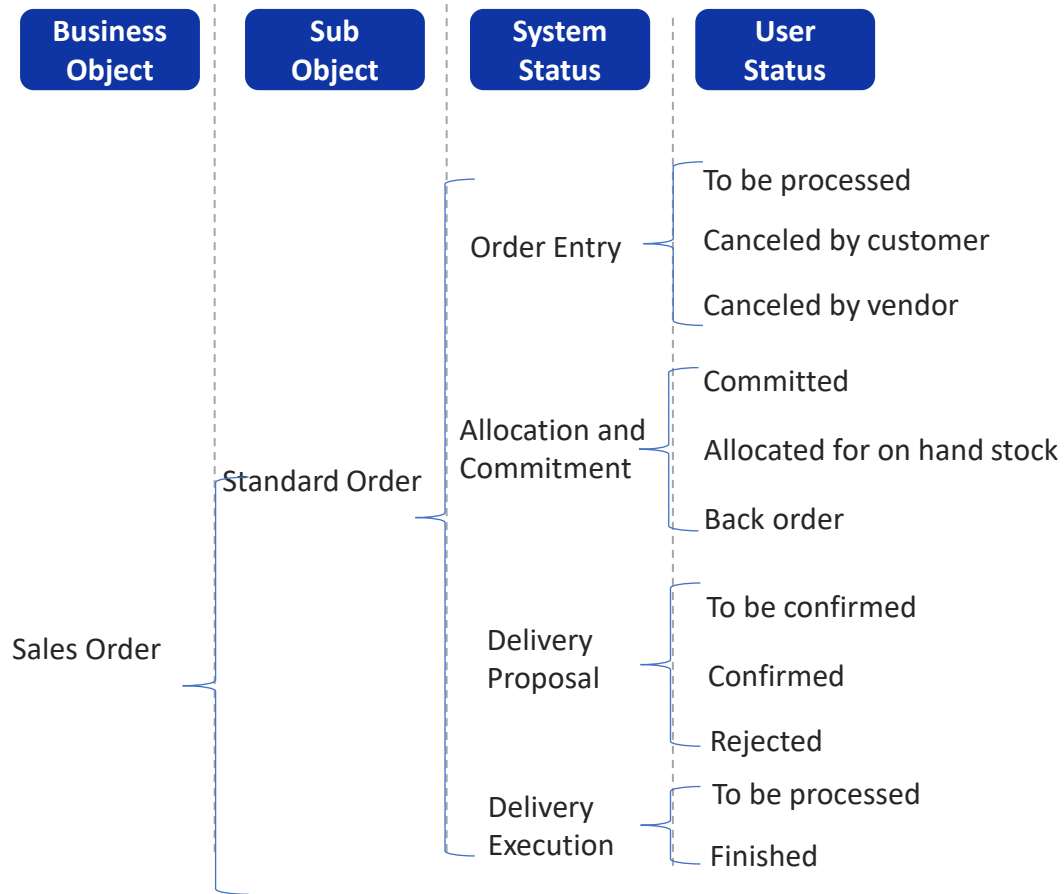 Business
Object
Sub
Object
System
Status
User
Status
To be processed
Order Entry
Canceled by customer
Canceled by vendor
Committed
Allocation and
Commitment
Allocated for on hand stock
Standard Order
Back order
To be confirmed
Sales Order
Delivery
Proposal
Confirmed
Rejected
To be processed
Delivery
Execution
Finished